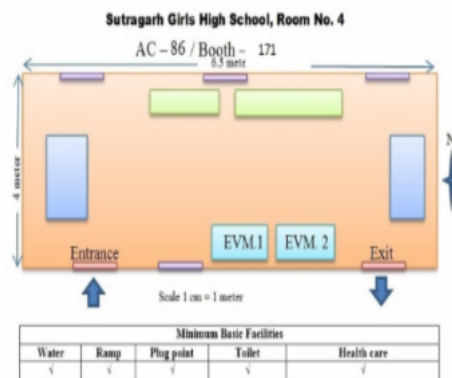 Sutragarh Girls High School, Room No. 4
AC – 86 / Booth – 171
6.5 mete
4 meter
N
EVM.1 EVM. 2
Entrance Exit
Scale 1 cm = 1 meter
Minimum Basic Facilities
Water Ramp Plug point Toilet Health care
√ √ √ √ √